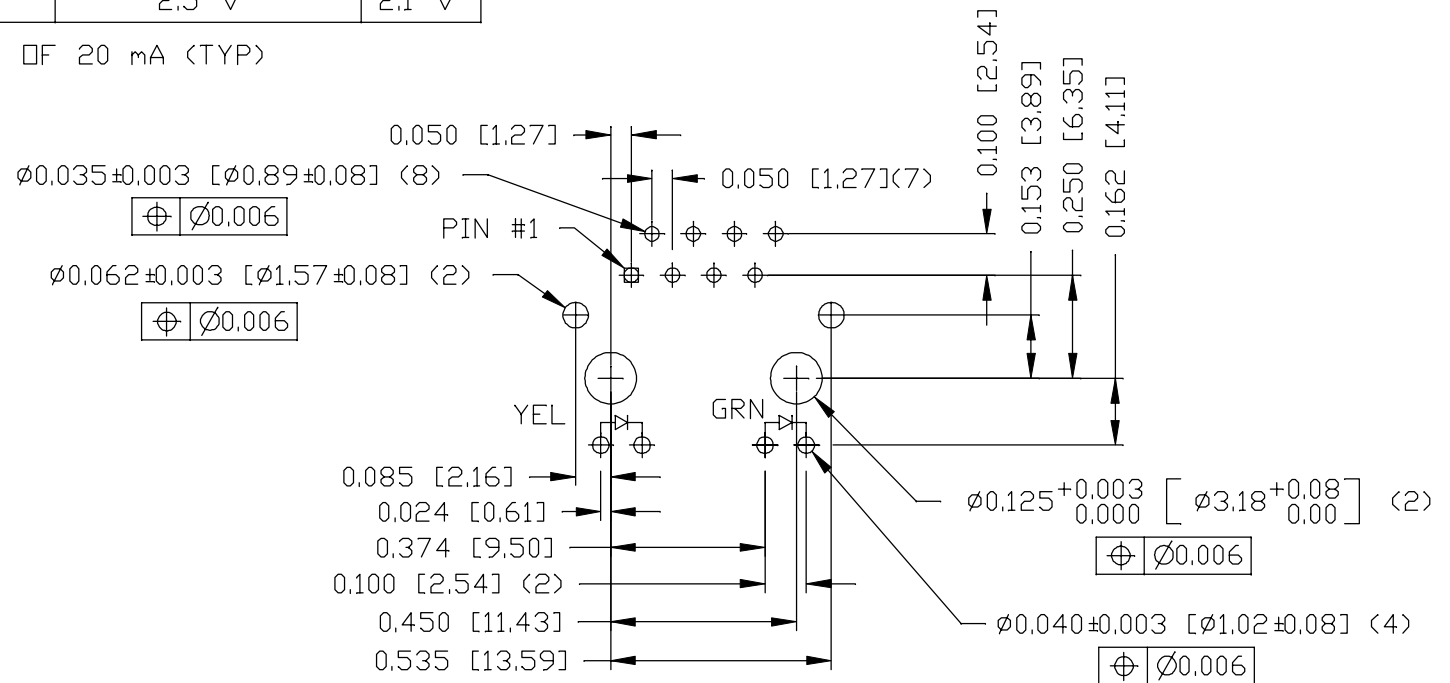 2.5 V
2.1 V
OF 20 mA (TYP)
0.050 [1.27]
0.100 [2.54]
0.153 [3.89]
0.250 [6.35]
0.162 [4.11]
Ø0.035±0.003 [Ø0.89±0.08] (8)
⌖ Ø0.006
0.050 [1.27](7)
PIN #1
Ø0.062±0.003 [Ø1.57±0.08] (2)
⌖ Ø0.006
YEL
GRN
0.085 [2.16]
0.024 [0.61]
0.374 [9.50]
0.100 [2.54] (2)
0.450 [11.43]
0.535 [13.59]
Ø0.125 +0.003 0.000 [ Ø3.18 +0.08 0.00 ] (2)
⌖ Ø0.006
Ø0.040±0.003 [Ø1.02±0.08] (4)
⌖ Ø0.006